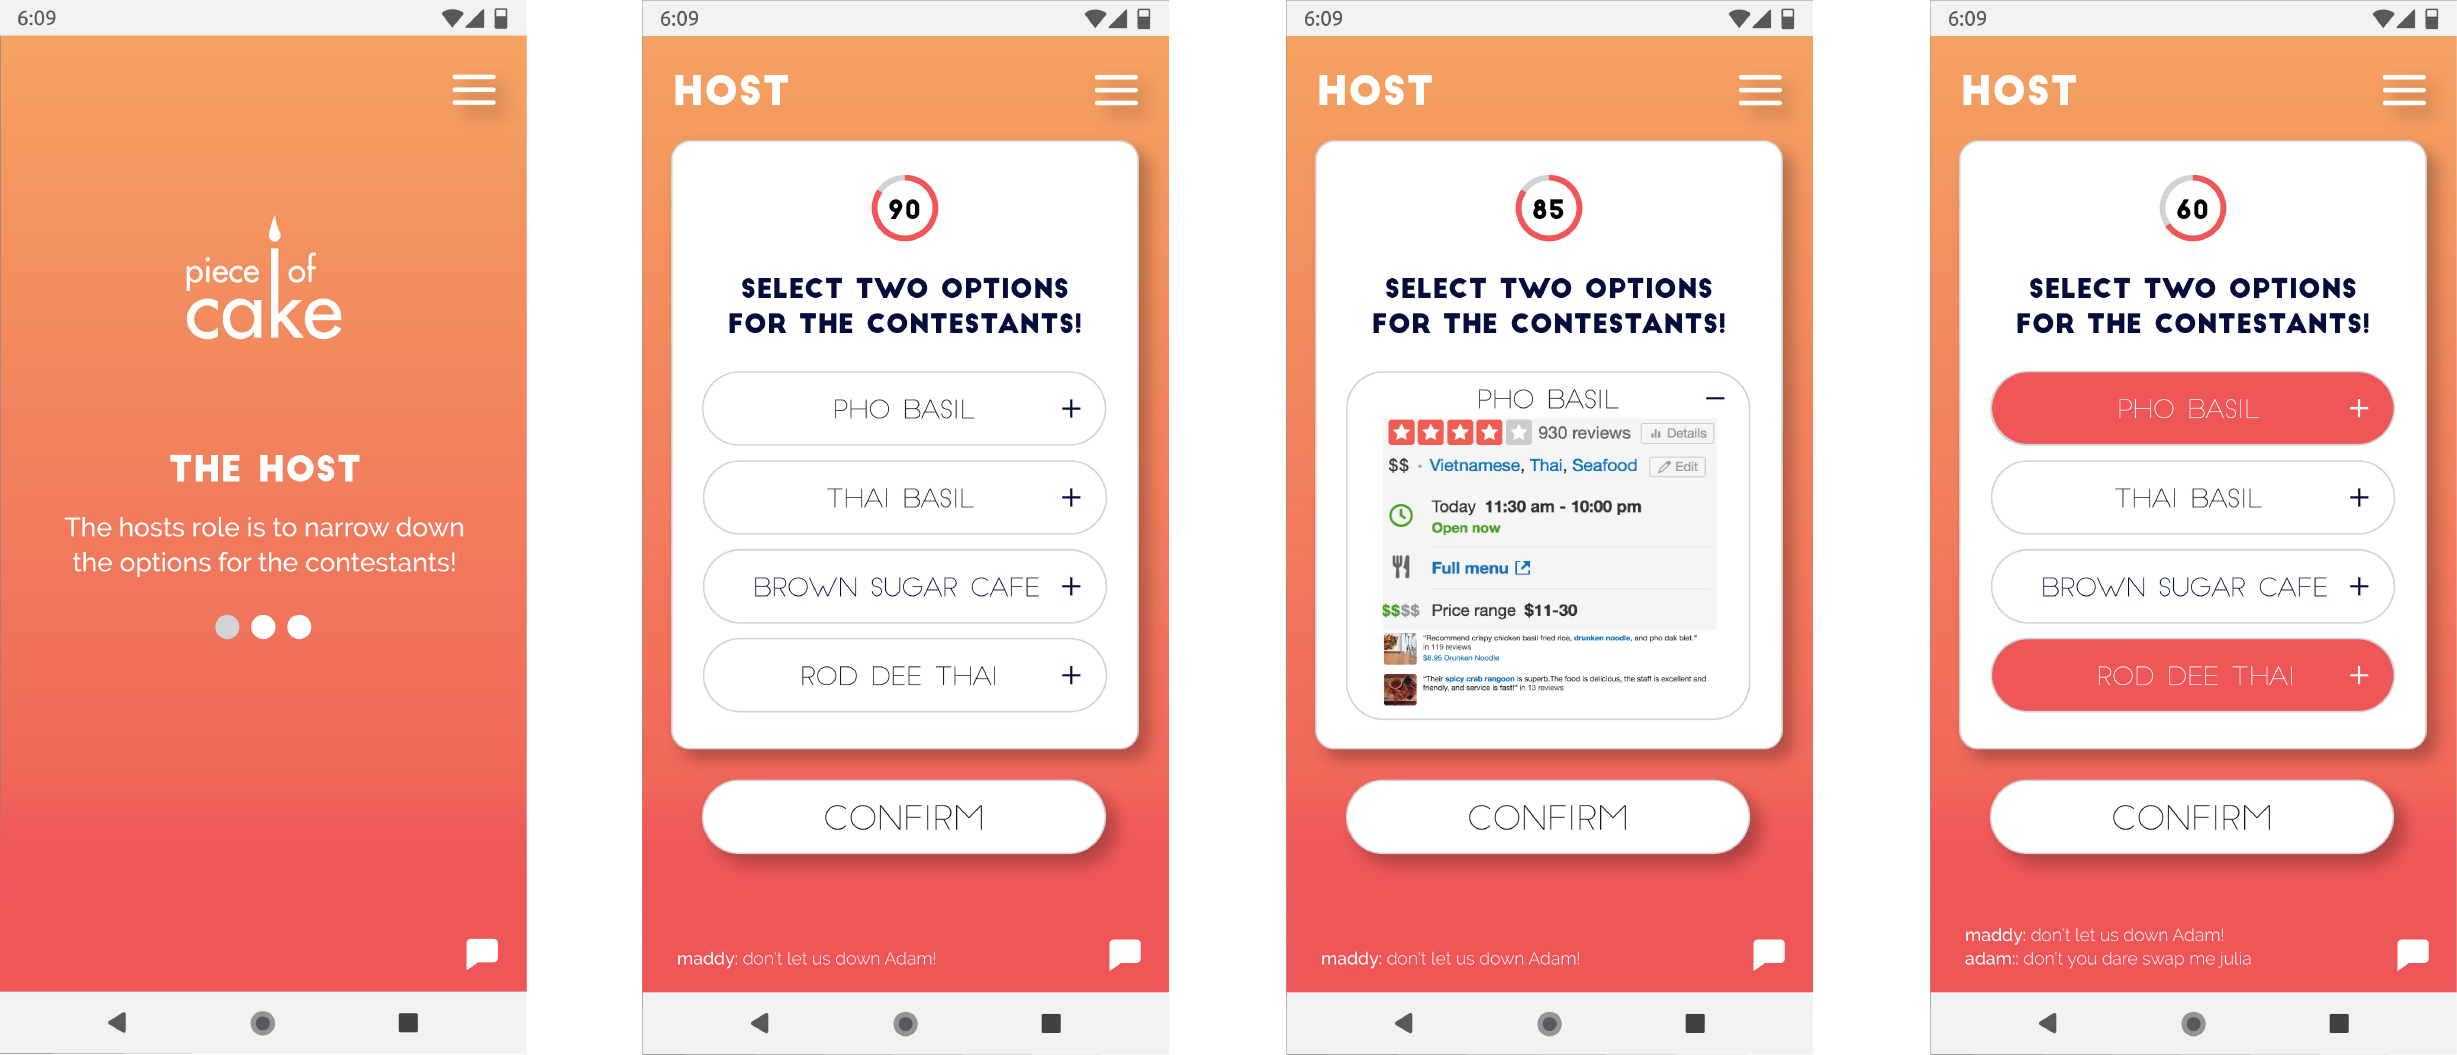 6:09
piece of
cake
THE HOST
The hosts role is to narrow down
the options for the contestants!
6:09
HOST
90
SELECT TWO OPTIONS
FOR THE CONTESTANTS!
PHO BASIL +
THAI BASIL +
BROWN SUGAR CAFE +
ROD DEE THAI +
CONFIRM
maddy: don't let us down Adam!
6:09
HOST
85
SELECT TWO OPTIONS
FOR THE CONTESTANTS!
PHO BASIL −
930 reviews Details
$$ · Vietnamese, Thai, Seafood Edit
Today 11:30 am - 10:00 pm
Open now
Full menu
$$$$ Price range $11-30
"Recommend crispy chicken basil fried rice, drunken noodle, and pho dak biet."
in 119 reviews
$8.95 Drunken Noodle
"Their spicy crab rangoon is superb.The food is delicious, the staff is excellent and
friendly, and service is fast!" in 13 reviews
CONFIRM
maddy: don't let us down Adam!
6:09
HOST
60
SELECT TWO OPTIONS
FOR THE CONTESTANTS!
PHO BASIL +
THAI BASIL +
BROWN SUGAR CAFE +
ROD DEE THAI +
CONFIRM
maddy: don't let us down Adam!
adam:: don't you dare swap me julia